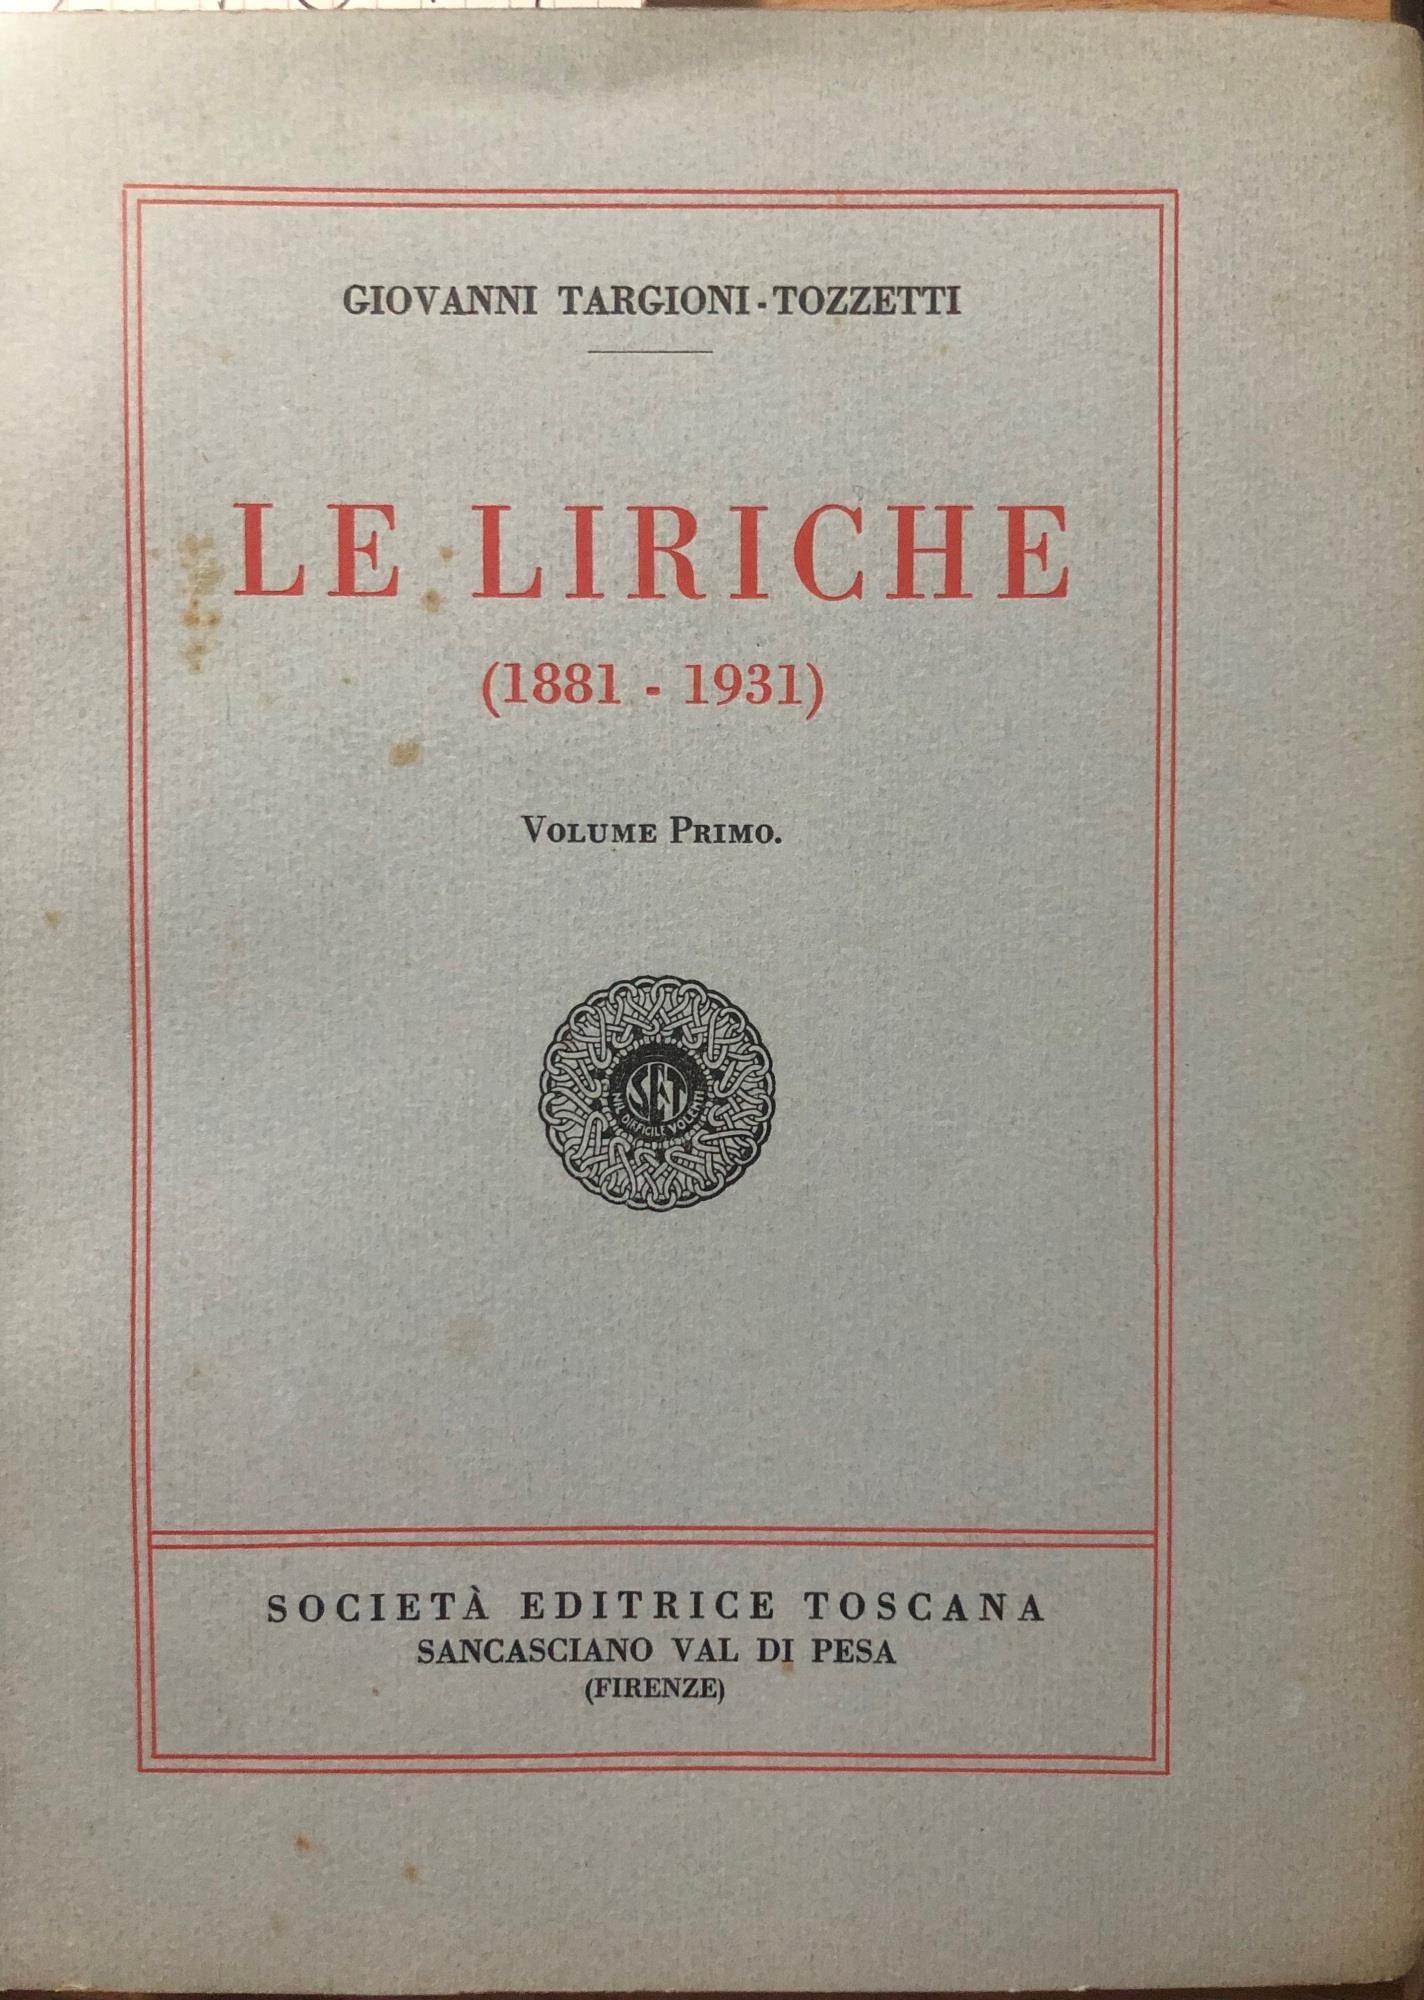 GIOVANNI TARGIONI-TOZZETTI
LE LIRICHE
(1881 - 1931)
VOLUME PRIMO.
SET
NIL DIFFICILE VOLENTI
SOCIETÀ EDITRICE TOSCANA
SANCASCIANO VAL DI PESA
(FIRENZE)